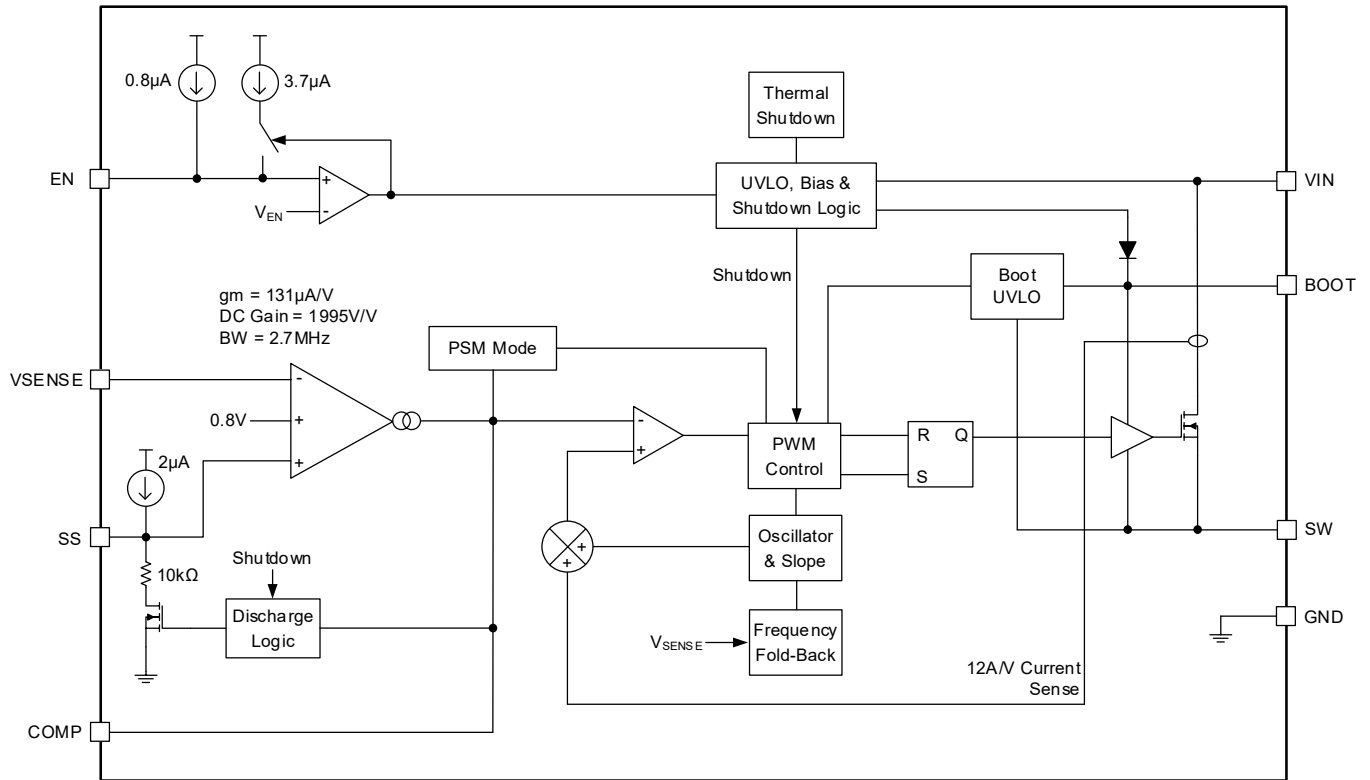 0.8µA
3.7µA
Thermal
Shutdown
EN
+
-
V_EN
UVLO, Bias &
Shutdown Logic
VIN
Shutdown
Boot
UVLO
BOOT
gm = 131µA/V
DC Gain = 1995V/V
BW = 2.7MHz
PSM Mode
VSENSE
-
0.8V
+
+
-
+
PWM
Control
R
Q
S
2µA
SS
10kΩ
Shutdown
Discharge
Logic
+
+
Oscillator
& Slope
SW
V_SENSE
Frequency
Fold-Back
GND
12A/V Current
Sense
COMP